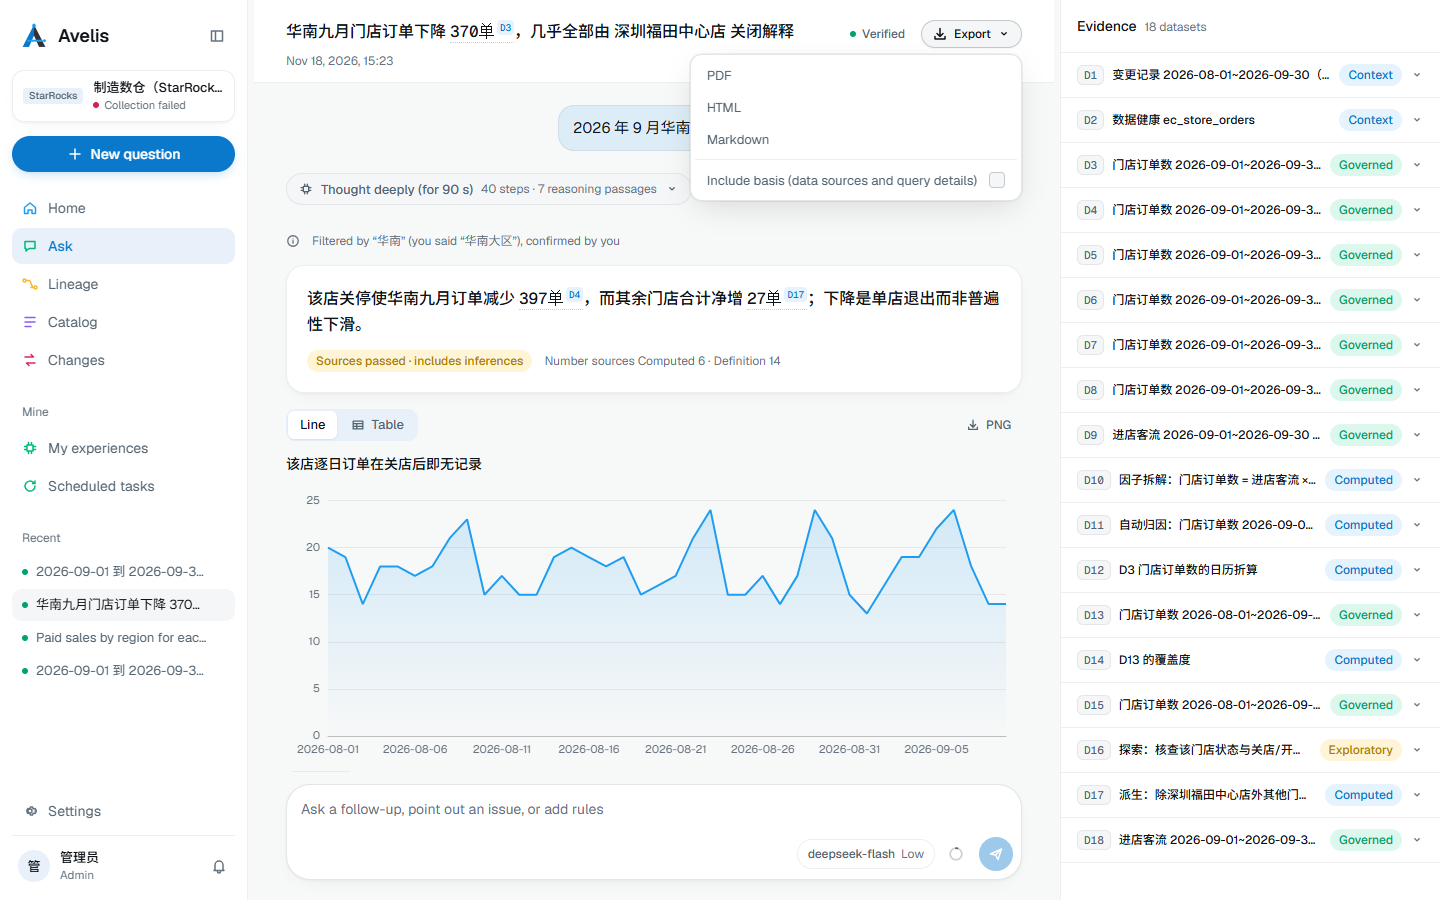 Avelis
StarRocks
制造数仓（StarRock...
Collection failed
New question
Home
Ask
Lineage
Catalog
Changes
Mine
My experiences
Scheduled tasks
Recent
2026-09-01 到 2026-09-3...
华南九月门店订单下降 370...
Paid sales by region for eac...
2026-09-01 到 2026-09-3...
Settings
管
管理员
Admin
华南九月门店订单下降 370单 D3，几乎全部由 深圳福田中心店 关闭解释
Nov 18, 2026, 15:23
Verified
Export
PDF
HTML
Markdown
Include basis (data sources and query details)
2026 年 9 月华南
Thought deeply (for 90 s) 40 steps · 7 reasoning passages
Filtered by “华南” (you said “华南大区”), confirmed by you
该店关停使华南九月订单减少 397单 D4，而其余门店合计净增 27单 D17；下降是单店退出而非普遍
性下滑。
Sources passed · includes inferences Number sources Computed 6 · Definition 14
Line Table
PNG
该店逐日订单在关店后即无记录
25
20
15
10
5
0
2026-08-01 2026-08-06 2026-08-11 2026-08-16 2026-08-21 2026-08-26 2026-08-31 2026-09-05
Ask a follow-up, point out an issue, or add rules
deepseek-flash Low
Evidence 18 datasets
D1 变更记录 2026-08-01~2026-09-30（... Context
D2 数据健康 ec_store_orders Context
D3 门店订单数 2026-09-01~2026-09-3... Governed
D4 门店订单数 2026-09-01~2026-09-3... Governed
D5 门店订单数 2026-09-01~2026-09-3... Governed
D6 门店订单数 2026-09-01~2026-09-3... Governed
D7 门店订单数 2026-09-01~2026-09-3... Governed
D8 门店订单数 2026-09-01~2026-09-3... Governed
D9 进店客流 2026-09-01~2026-09-30 ... Governed
D10 因子拆解：门店订单数 = 进店客流 ×... Computed
D11 自动归因：门店订单数 2026-09-0... Computed
D12 D3 门店订单数的日历折算 Computed
D13 门店订单数 2026-08-01~2026-09-... Governed
D14 D13 的覆盖度 Computed
D15 门店订单数 2026-08-01~2026-09-... Governed
D16 探索：核查该门店状态与关店/开... Exploratory
D17 派生：除深圳福田中心店外其他门... Computed
D18 进店客流 2026-09-01~2026-09-3... Governed